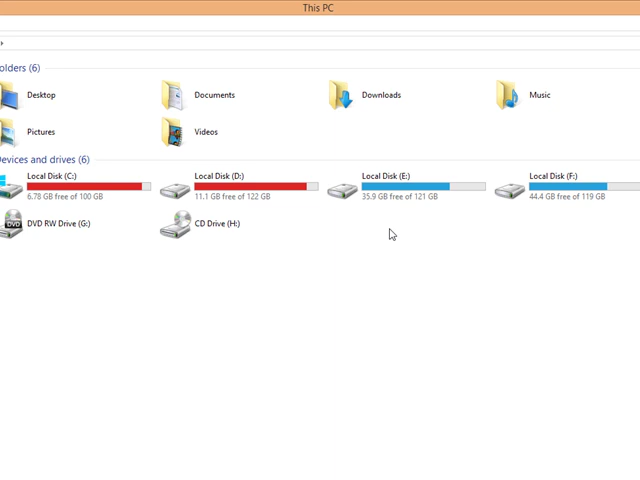 This PC
olders (6)
Desktop
Documents
Downloads
Music
Pictures
Videos
Devices and drives (6)
Local Disk (C:)
6.78 GB free of 100 GB
Local Disk (D:)
11.1 GB free of 122 GB
Local Disk (E:)
35.9 GB free of 121 GB
Local Disk (F:)
44.4 GB free of 119 GB
DVD
DVD RW Drive (G:)
CD Drive (H:)